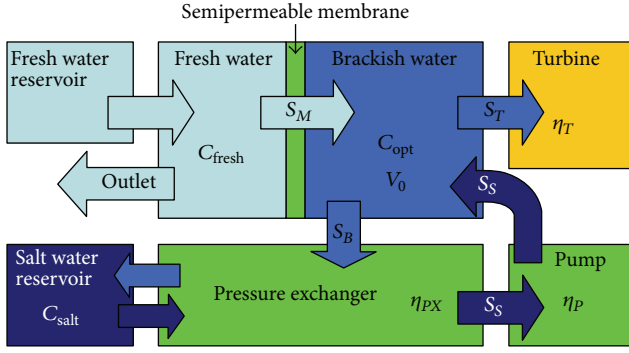 Semipermeable membrane
Fresh water
reservoir
Fresh water
Brackish water
Turbine
S_M
S_T
η_T
C_fresh
C_opt
V_0
Outlet
S_S
S_B
Salt water
reservoir
C_salt
Pressure exchanger
η_PX
S_S
Pump
η_P